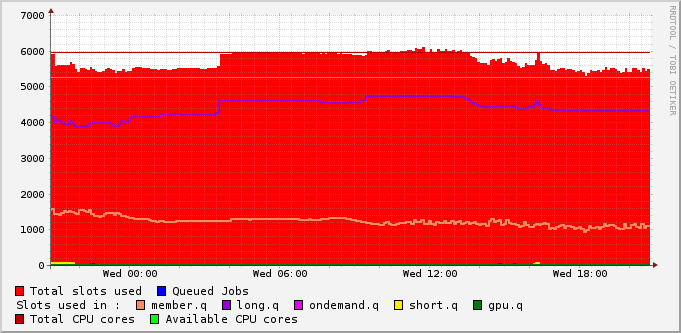 7000
6000
5000
4000
3000
2000
1000
0
Wed 00:00 Wed 06:00 Wed 12:00 Wed 18:00
Total slots used Queued Jobs
Slots used in : member.q long.q ondemand.q short.q gpu.q
Total CPU cores Available CPU cores
RRDTOOL / TOBI OETIKER